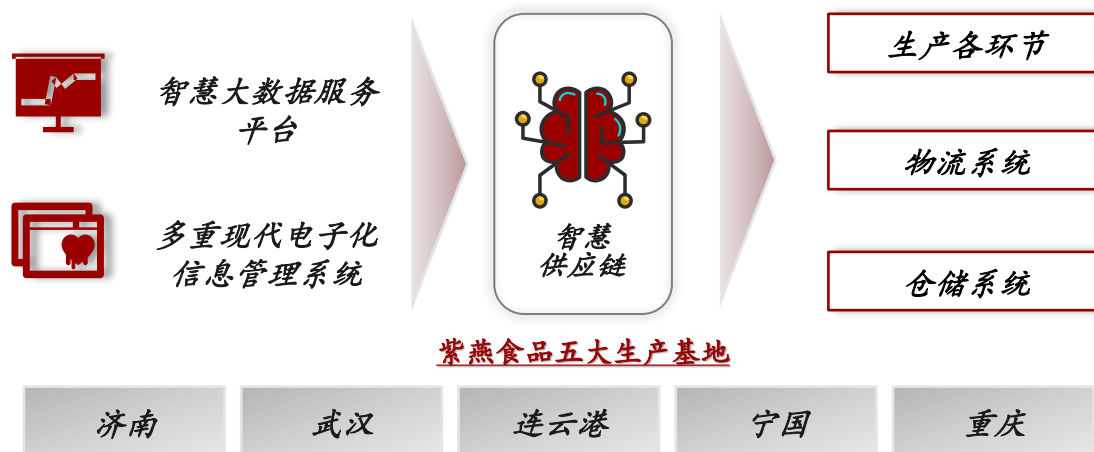 智慧大数据服务
平台
多重现代电子化
信息管理系统
智慧
供应链
生产各环节
物流系统
仓储系统
紫燕食品五大生产基地
济南
武汉
连云港
宁国
重庆